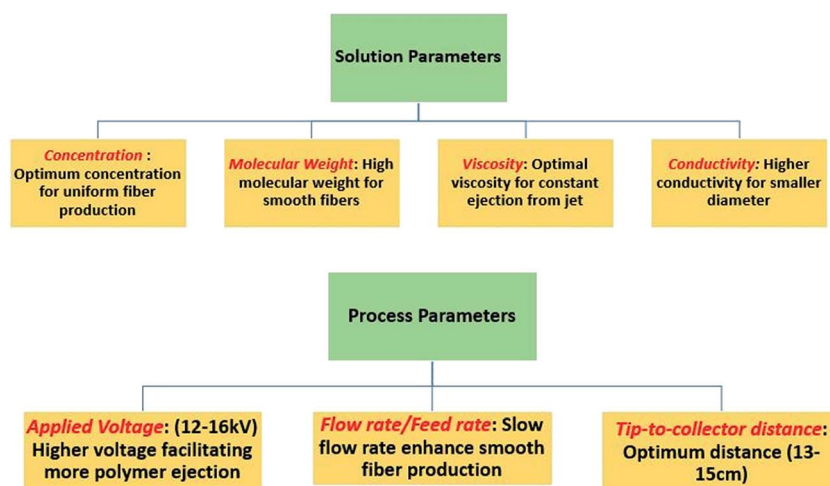 Solution Parameters
Concentration :
Optimum concentration
for uniform fiber
production
Molecular Weight: High
molecular weight for
smooth fibers
Viscosity: Optimal
viscosity for constant
ejection from jet
Conductivity: Higher
conductivity for smaller
diameter
Process Parameters
Applied Voltage: (12-16kV)
Higher voltage facilitating
more polymer ejection
Flow rate/Feed rate: Slow
flow rate enhance smooth
fiber production
Tip-to-collector distance:
Optimum distance (13-
15cm)